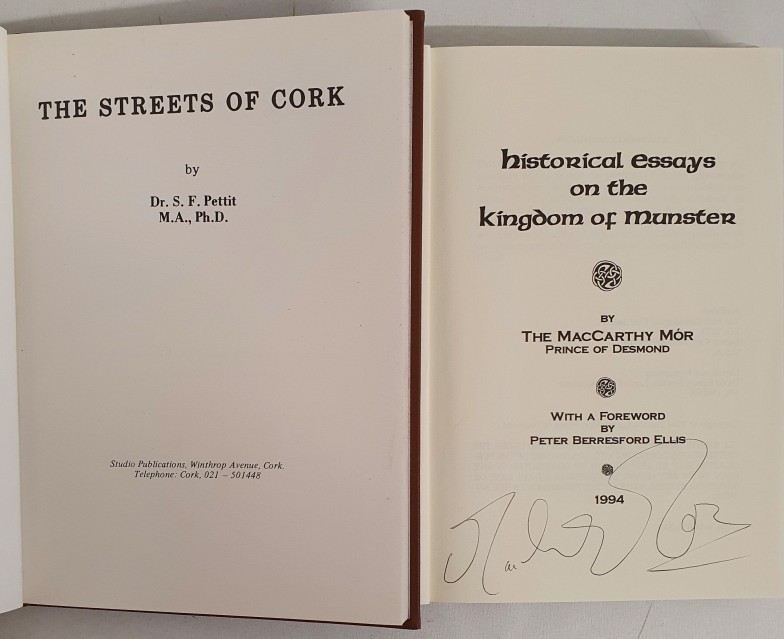 THE STREETS OF CORK
by
Dr. S. F. Pettit
M.A., Ph.D.
Studio Publications, Winthrop Avenue, Cork.
Telephone: Cork, 021 – 501448
Historical Essays
on the
Kingdom of Munster
BY
THE MACCARTHY MÓR
PRINCE OF DESMOND
WITH A FOREWORD
BY
PETER BERRESFORD ELLIS
1994